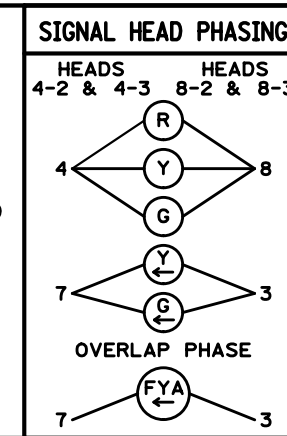 SIGNAL HEAD PHASING
HEADS HEADS
4-2 & 4-3 8-2 & 8-3
R
4 Y 8
G
Y
7 3
G
OVERLAP PHASE
FYA
7 3